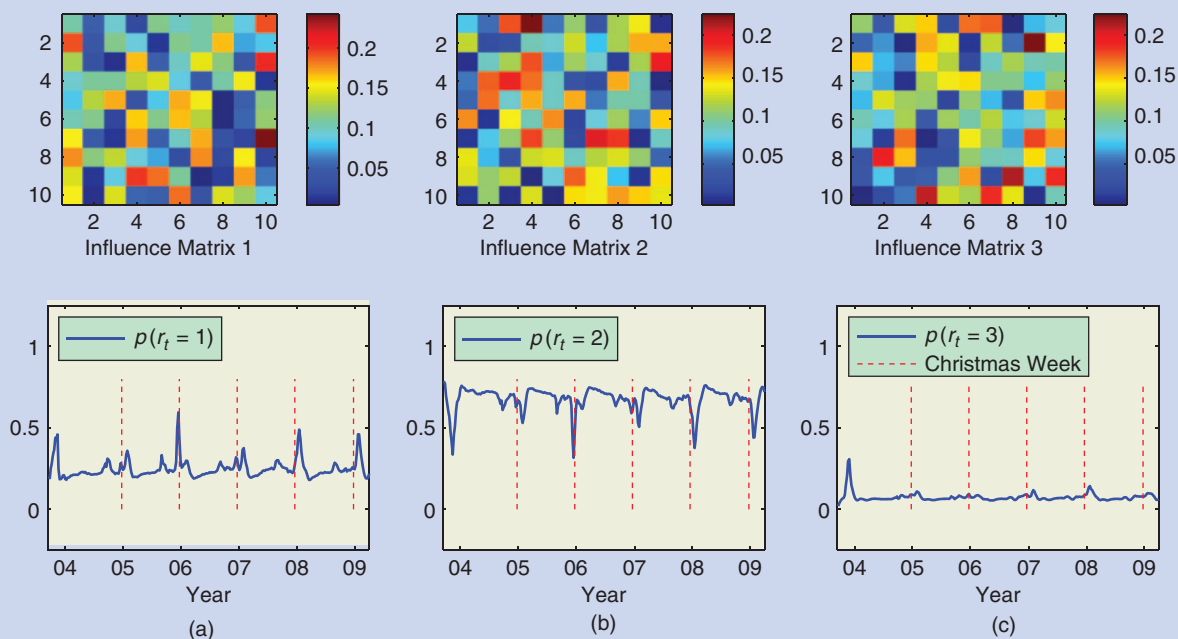 2
4
6
8
10
2 4 6 8 10
Influence Matrix 1
0.2
0.15
0.1
0.05
2
4
6
8
10
2 4 6 8 10
Influence Matrix 2
0.2
0.15
0.1
0.05
2
4
6
8
10
2 4 6 8 10
Influence Matrix 3
0.2
0.15
0.1
0.05
p(r_t = 1)
1
0.5
0
04 05 06 07 08 09
Year
(a)
p(r_t = 2)
1
0.5
0
04 05 06 07 08 09
Year
(b)
p(r_t = 3)
Christmas Week
1
0.5
0
04 05 06 07 08 09
Year
(c)